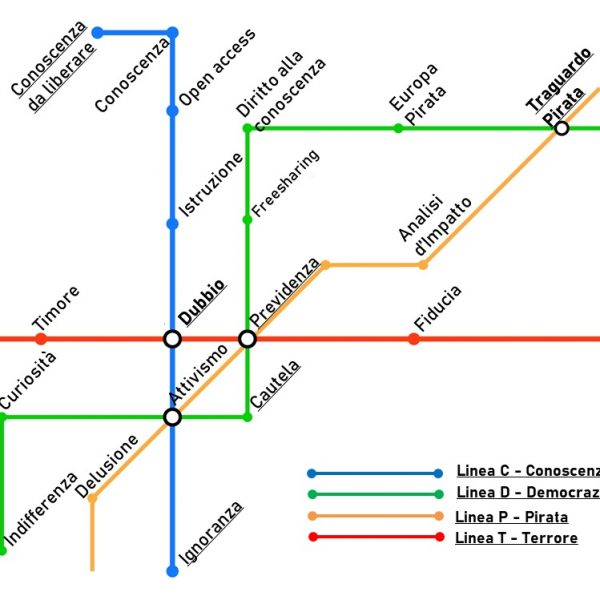 Conoscenza
da liberare
Conoscenza
Open access
Diritto alla
conoscenza
Europa
Pirata
Traguardo
Pirata
Istruzione
Freesharing
Analisi
d'Impatto
Timore
Dubbio
Previdenza
Fiducia
Curiosità
Attivismo
Cautela
Indifferenza
Delusione
Ignoranza
Linea C - Conoscenz
Linea D - Democraz
Linea P - Pirata
Linea T - Terrore